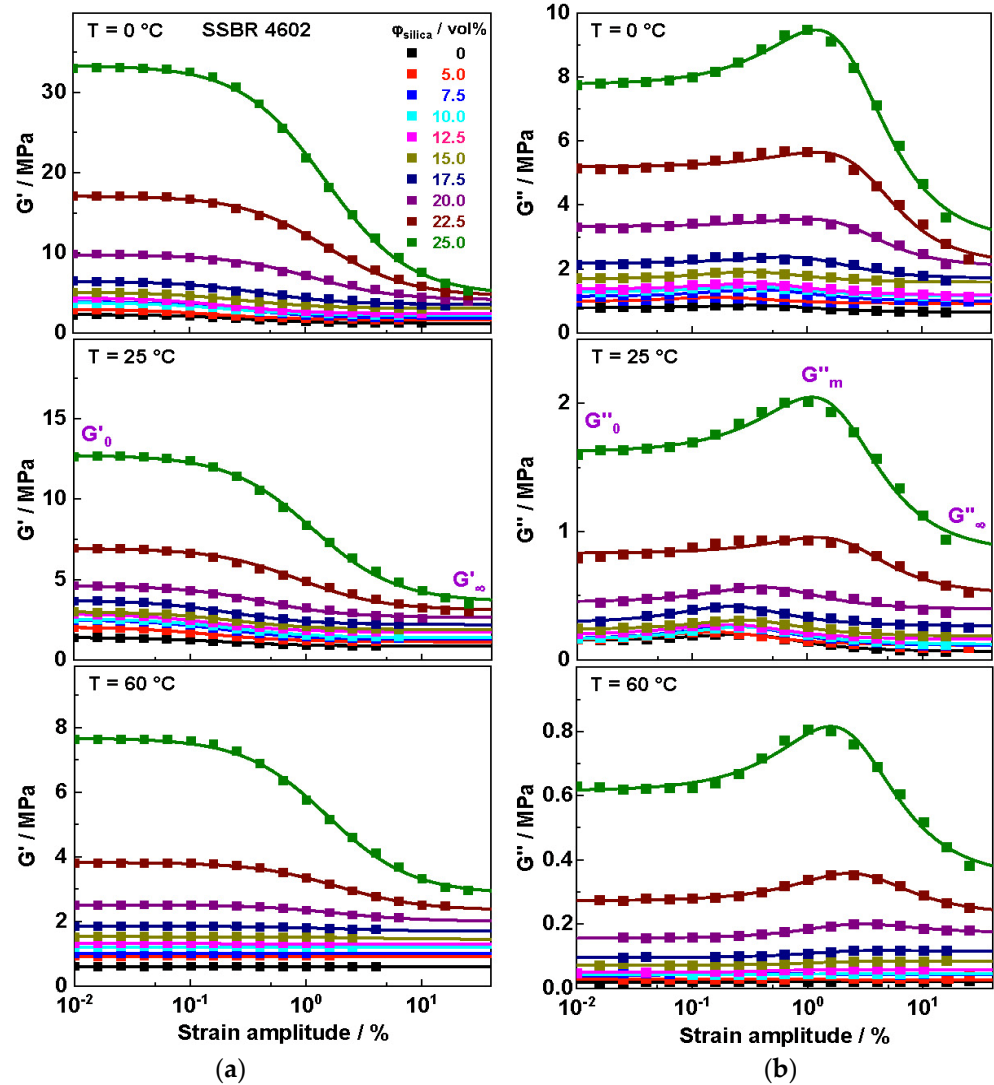 T = 0 °C SSBR 4602
φsilica / vol%
0
5.0
7.5
10.0
12.5
15.0
17.5
20.0
22.5
25.0
G' / MPa
30
20
10
0
T = 0 °C
G'' / MPa
10
8
6
4
2
0
T = 25 °C
G'0
G'∞
G' / MPa
15
10
5
0
T = 25 °C
G''0
G''m
G''∞
G'' / MPa
2
1
0
T = 60 °C
G' / MPa
8
6
4
2
0
10-2 10-1 100 101
Strain amplitude / %
(a)
T = 60 °C
G'' / MPa
0.8
0.6
0.4
0.2
0.0
10-2 10-1 100 101
Strain amplitude / %
(b)